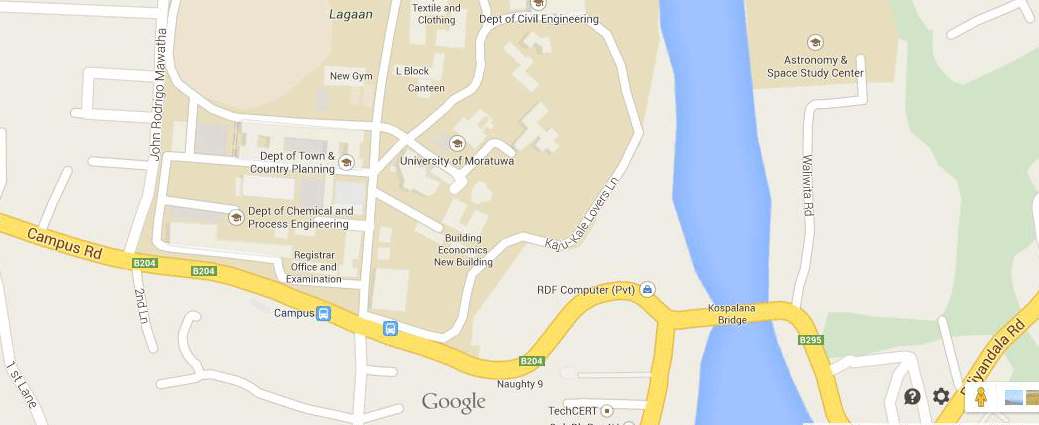 Lagaan
Textile and
Clothing
Dept of Civil Engineering
Astronomy &
Space Study Center
John Rodrigo Mawatha
New Gym
L Block
Canteen
Dept of Town &
Country Planning
University of Moratuwa
Waliwita Rd
Kaju-Kale Lovers Ln
Dept of Chemical and
Process Engineering
Campus Rd
Building
Economics
New Building
Registrar
Office and
Examination
B204
B204
2nd Ln
RDF Computer (Pvt)
Campus
Kospalana
Bridge
B295
B204
1 st Lane
Naughty 9
Google
TechCERT
Rd